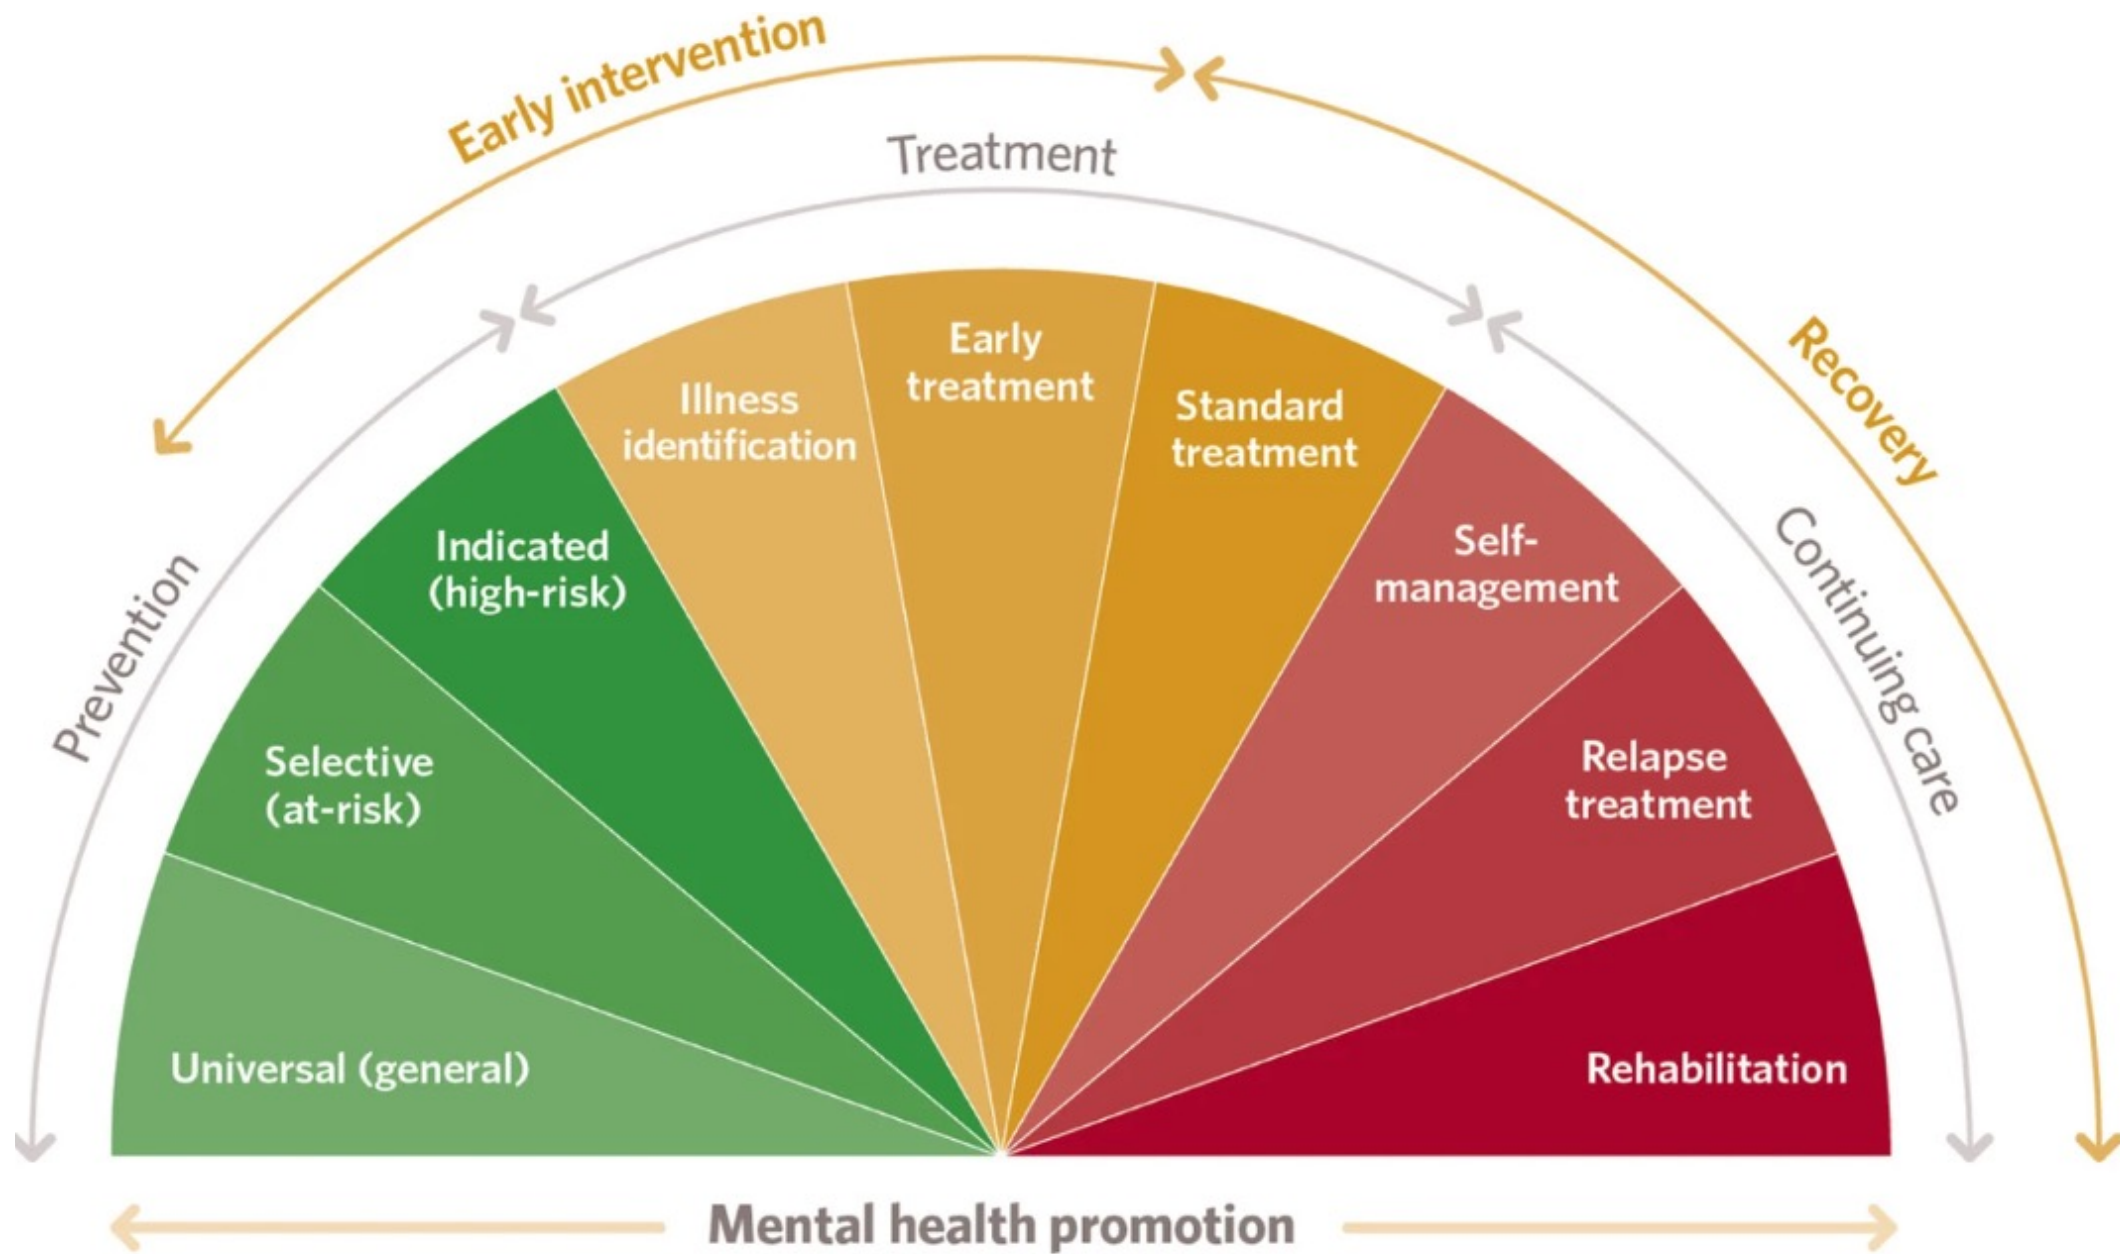 Early intervention
Treatment
Recovery
Prevention
Continuing care
Universal (general)
Selective
(at-risk)
Indicated
(high-risk)
Illness
identification
Early
treatment
Standard
treatment
Self-
management
Relapse
treatment
Rehabilitation
Mental health promotion